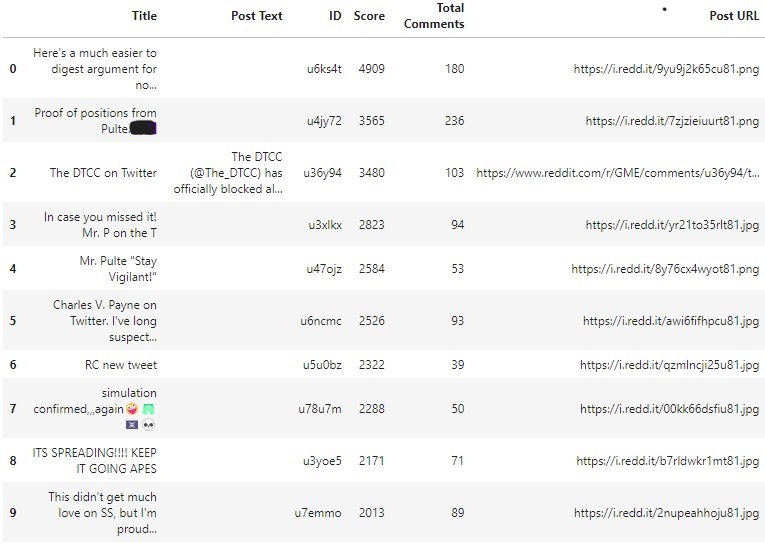 Title Post Text ID Score Total Comments Post URL
0 Here's a much easier to digest argument for no... u6ks4t 4909 180 https://i.redd.it/9yu9j2k65cu81.png
1 Proof of positions from Pulte. u4jy72 3565 236 https://i.redd.it/7zjzieiuurt81.png
2 The DTCC on Twitter The DTCC (@The_DTCC) has officially blocked al... u36y94 3480 103 https://www.reddit.com/r/GME/comments/u36y94/t...
3 In case you missed it! Mr. P on the T u3xlkx 2823 94 https://i.redd.it/yr21to35rlt81.jpg
4 Mr. Pulte "Stay Vigilant!" u47ojz 2584 53 https://i.redd.it/8y76cx4wyot81.png
5 Charles V. Payne on Twitter. I've long suspect... u6ncmc 2526 93 https://i.redd.it/awi6fifhpcu81.jpg
6 RC new tweet u5u0bz 2322 39 https://i.redd.it/qzmlncji25u81.jpg
7 simulation confirmed,,,again🤪 🩳 🏴‍☠️ 💀 u78u7m 2288 50 https://i.redd.it/00kk66dsfiu81.jpg
8 ITS SPREADING!!!! KEEP IT GOING APES u3yoe5 2171 71 https://i.redd.it/b7rldwkr1mt81.jpg
9 This didn't get much love on SS, but I'm proud... u7emmo 2013 89 https://i.redd.it/2nupeahhoju81.jpg